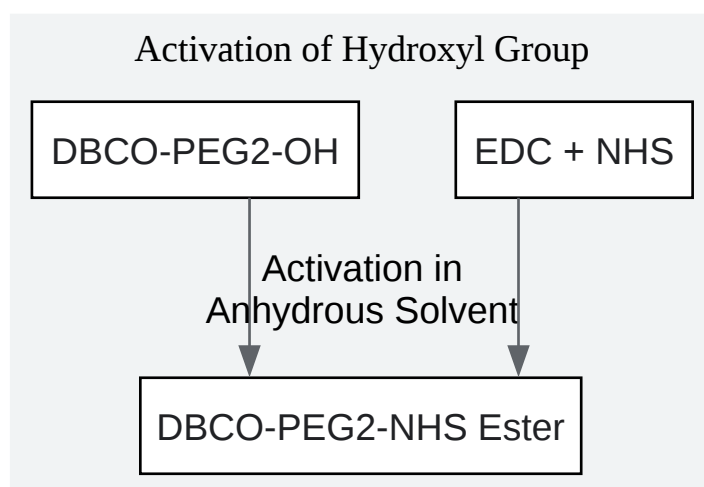 Activation of Hydroxyl Group
DBCO-PEG2-OH
EDC + NHS
Activation in
Anhydrous Solvent
DBCO-PEG2-NHS Ester